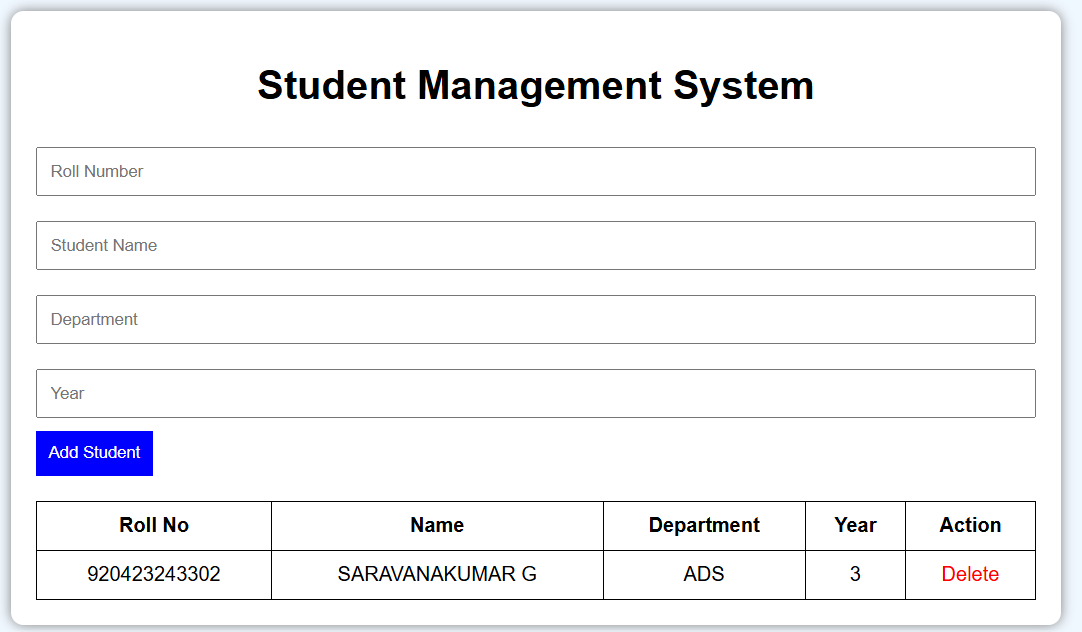 Student Management System
Roll Number
Student Name
Department
Year
Add Student
Roll No Name Department Year Action
920423243302 SARAVANAKUMAR G ADS 3 Delete